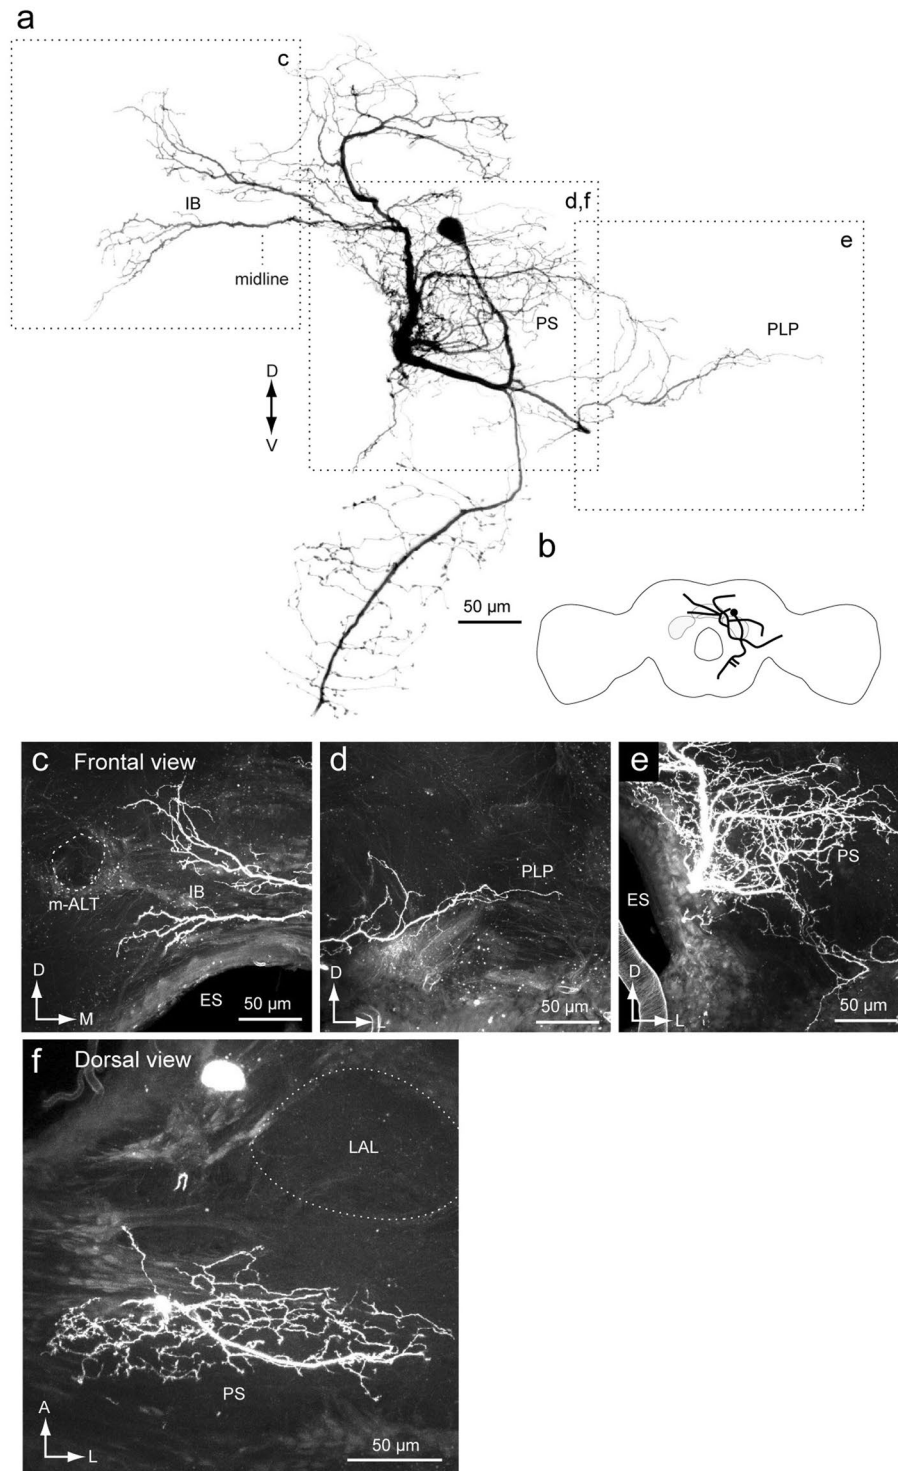 a
c
IB
d,f
e
midline
PS
PLP
D
V
50 µm
b
c Frontal view
m-ALT
IB
ES
D
M
50 µm
d
PLP
D
L
50 µm
e
PS
ES
D
L
50 µm
f Dorsal view
LAL
PS
A
L
50 µm